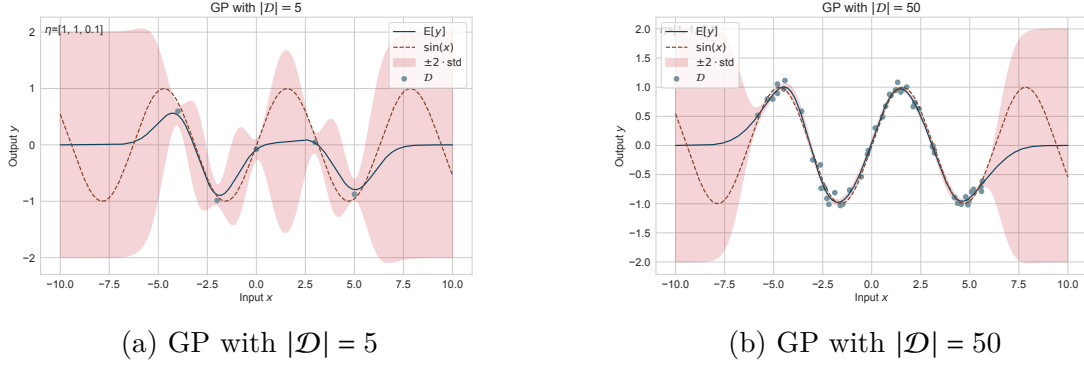 GP with |𝒟| = 5
η=[1, 1, 0.1]
E[y]
sin(x)
±2 · std
𝒟
2
1
0
−1
−2
Output y
−10.0 −7.5 −5.0 −2.5 0.0 2.5 5.0 7.5 10.0
Input x
(a) GP with |𝒟| = 5
GP with |𝒟| = 50
E[y]
sin(x)
±2 · std
𝒟
2.0
1.5
1.0
0.5
0.0
−0.5
−1.0
−1.5
−2.0
Output y
−10.0 −7.5 −5.0 −2.5 0.0 2.5 5.0 7.5 10.0
Input x
(b) GP with |𝒟| = 50